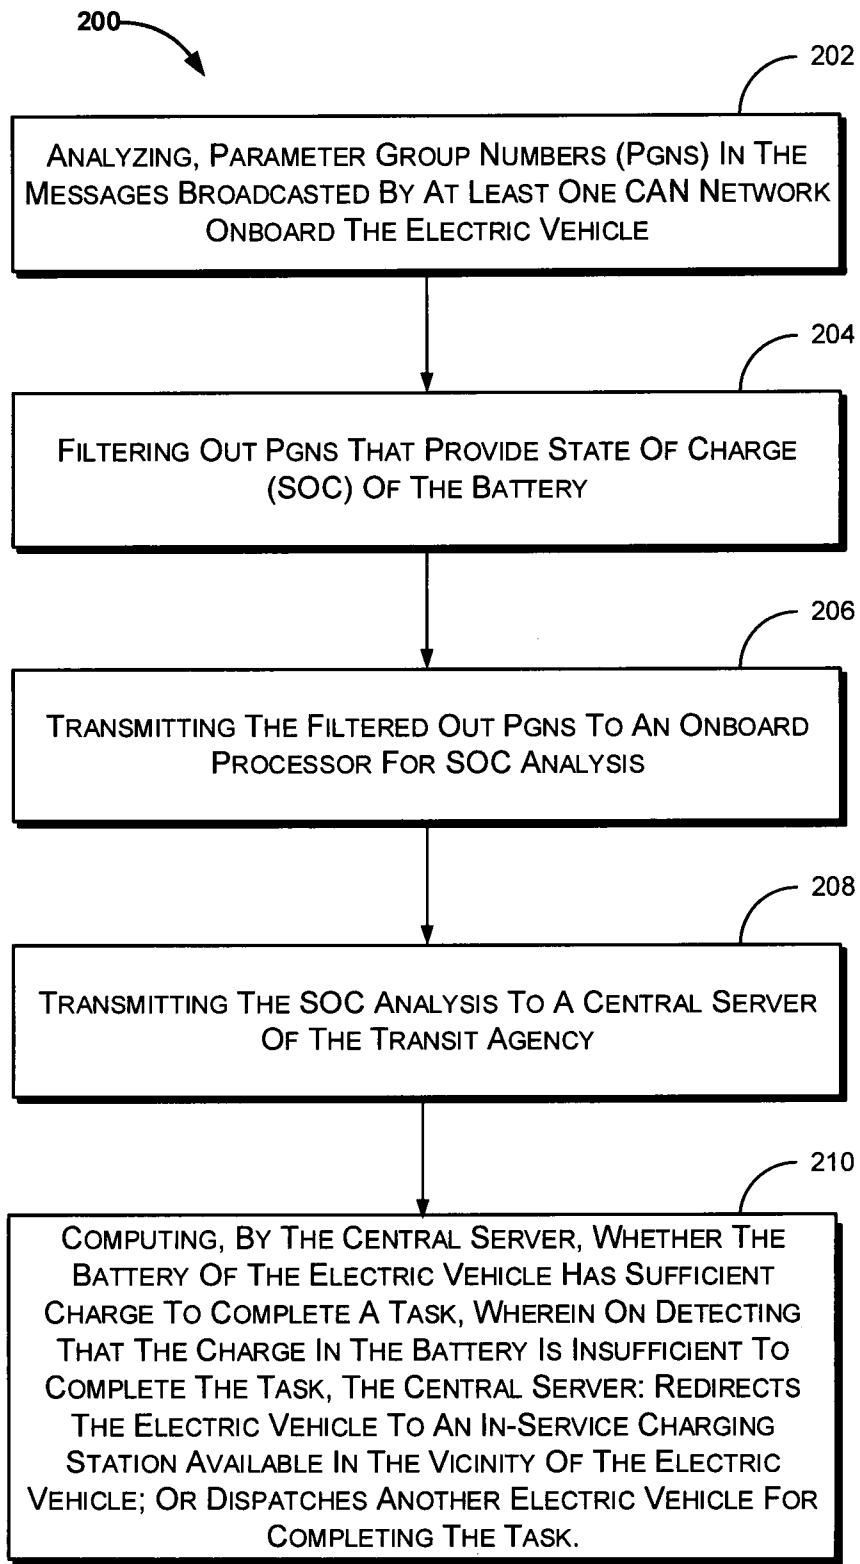 200
202
ANALYZING, PARAMETER GROUP NUMBERS (PGNS) IN THE
MESSAGES BROADCASTED BY AT LEAST ONE CAN NETWORK
ONBOARD THE ELECTRIC VEHICLE
204
FILTERING OUT PGNS THAT PROVIDE STATE OF CHARGE
(SOC) OF THE BATTERY
206
TRANSMITTING THE FILTERED OUT PGNS TO AN ONBOARD
PROCESSOR FOR SOC ANALYSIS
208
TRANSMITTING THE SOC ANALYSIS TO A CENTRAL SERVER
OF THE TRANSIT AGENCY
210
COMPUTING, BY THE CENTRAL SERVER, WHETHER THE
BATTERY OF THE ELECTRIC VEHICLE HAS SUFFICIENT
CHARGE TO COMPLETE A TASK, WHEREIN ON DETECTING
THAT THE CHARGE IN THE BATTERY IS INSUFFICIENT TO
COMPLETE THE TASK, THE CENTRAL SERVER: REDIRECTS
THE ELECTRIC VEHICLE TO AN IN-SERVICE CHARGING
STATION AVAILABLE IN THE VICINITY OF THE ELECTRIC
VEHICLE; OR DISPATCHES ANOTHER ELECTRIC VEHICLE FOR
COMPLETING THE TASK.